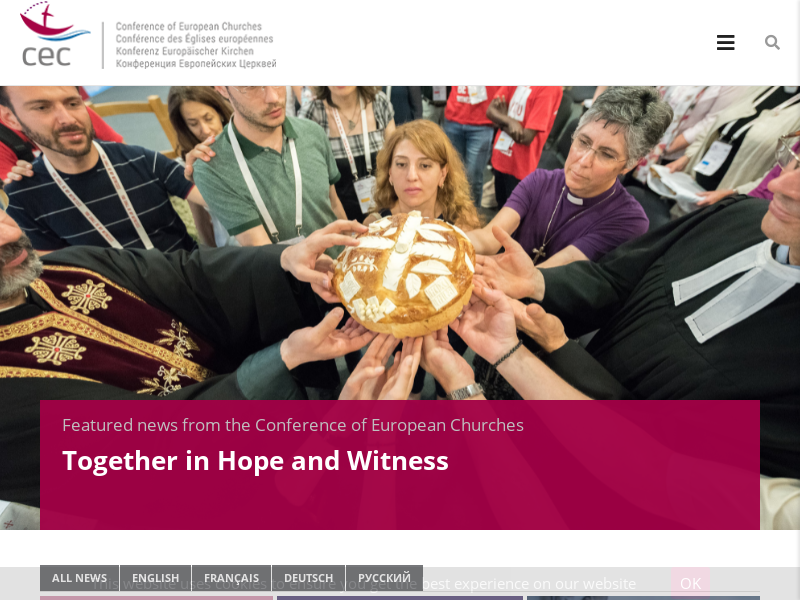 cec
Conference of European Churches
Conférence des Églises européennes
Konferenz Europäischer Kirchen
Конференция Европейских Церквей
Featured news from the Conference of European Churches
Together in Hope and Witness
ALL NEWS ENGLISH FRANÇAIS DEUTSCH РУССКИЙ
This website uses cookies to ensure you get the best experience on our website OK